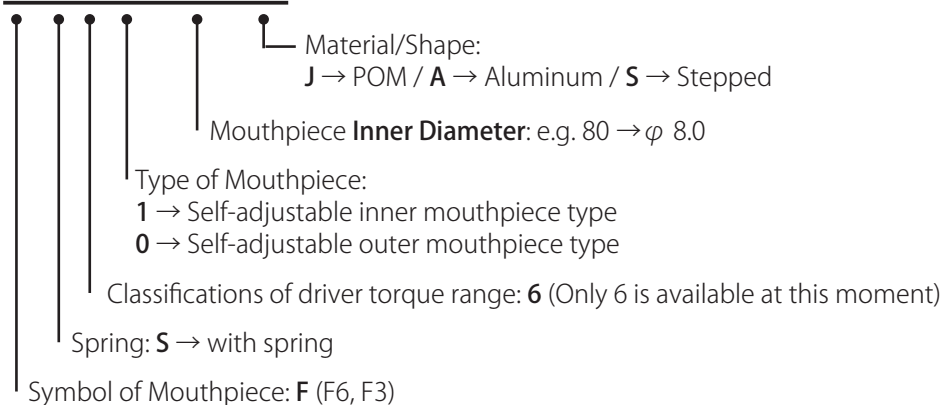 Material/Shape:
J → POM / A → Aluminum / S → Stepped
Mouthpiece Inner Diameter: e.g. 80 → φ 8.0
Type of Mouthpiece:
1 → Self-adjustable inner mouthpiece type
0 → Self-adjustable outer mouthpiece type
Classifications of driver torque range: 6 (Only 6 is available at this moment)
Spring: S → with spring
Symbol of Mouthpiece: F (F6, F3)